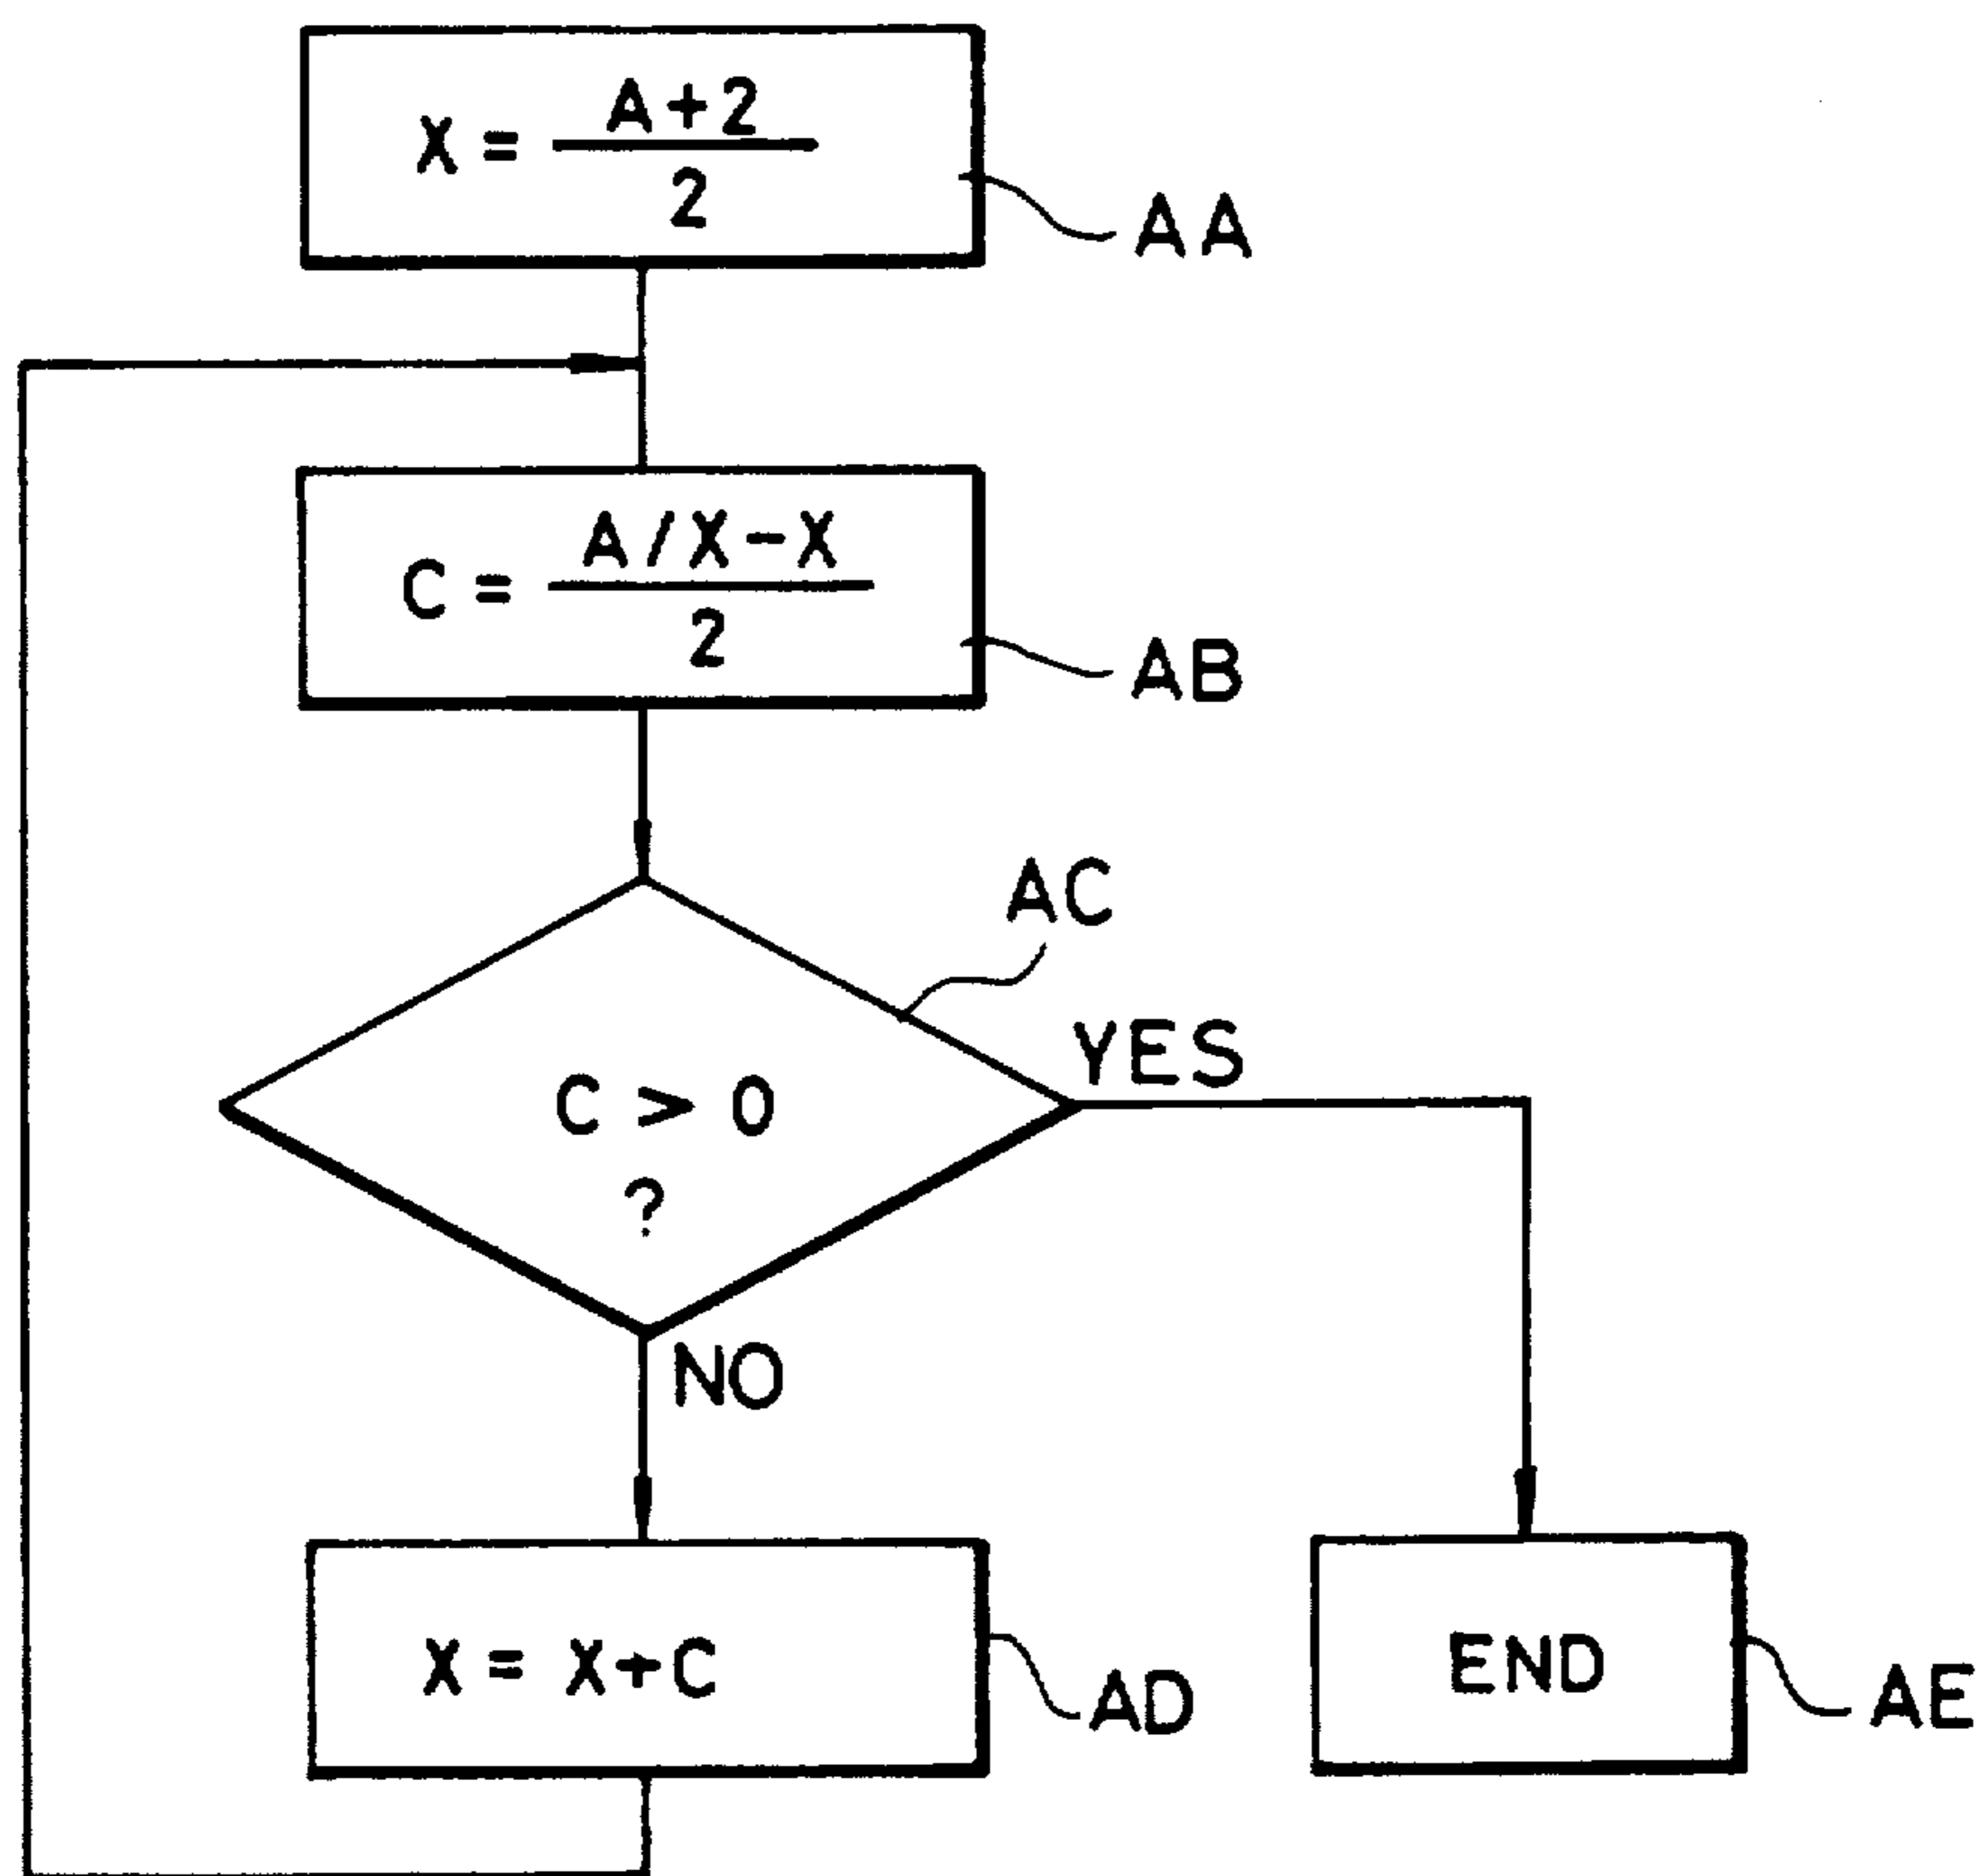 X = A+2
2
AA
C = A/X-X
2
AB
AC
YES
C > 0
?
NO
X = X+C
AD
END
AE